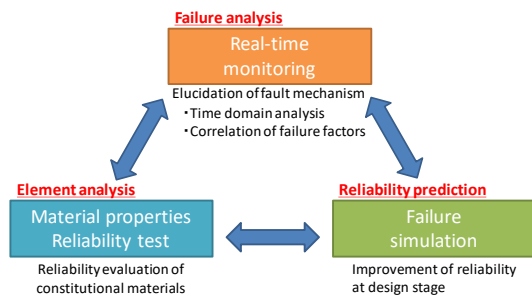 Failure analysis
Real-time
monitoring
Elucidation of fault mechanism
・Time domain analysis
・Correlation of failure factors
Element analysis
Material properties
Reliability test
Reliability evaluation of
constitutional materials
Reliability prediction
Failure
simulation
Improvement of reliability
at design stage